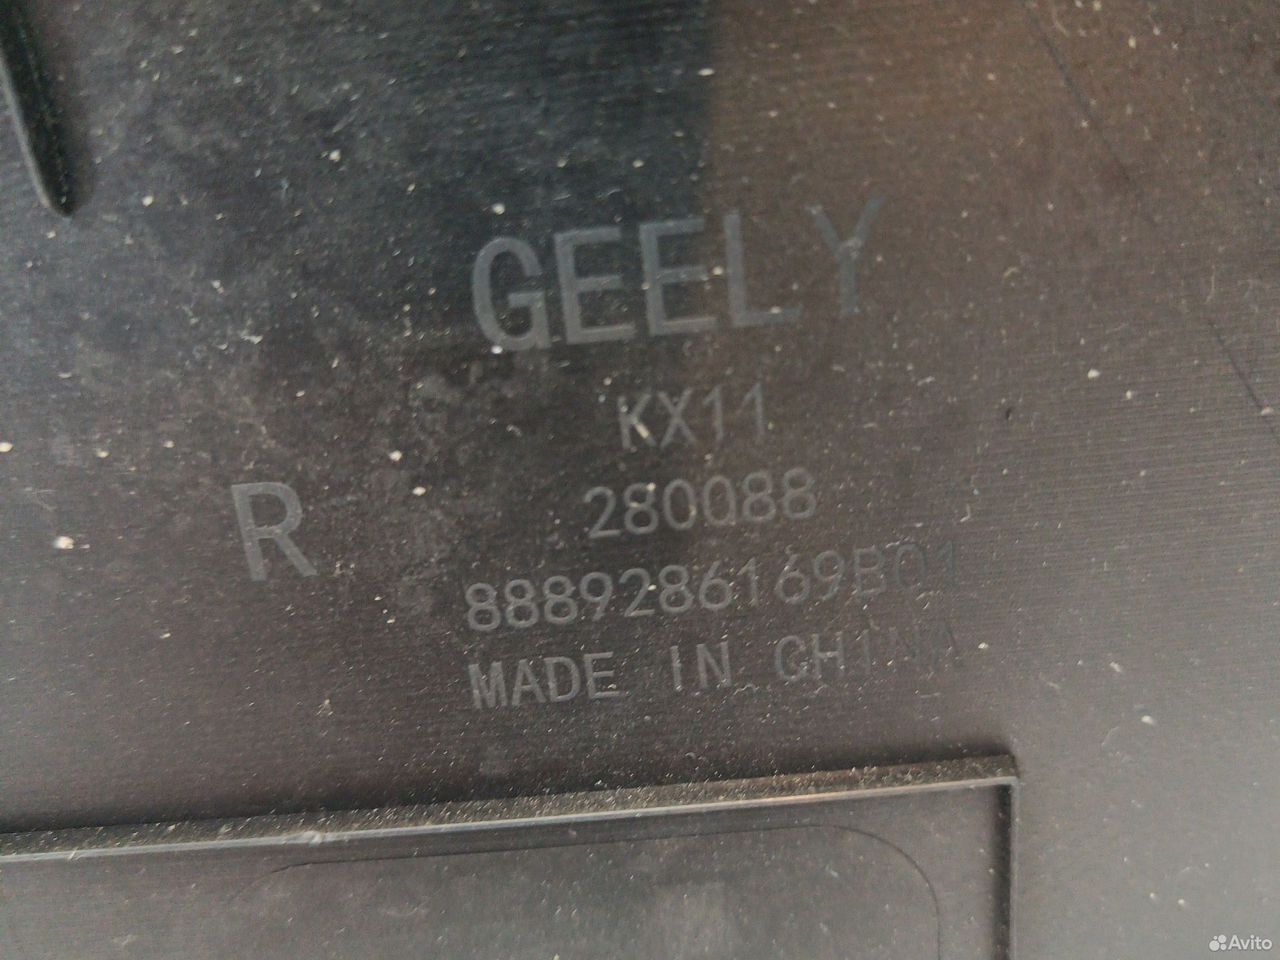 GEELY
KX11
R
280088
8889286169B01
MADE IN CHINA
Avito